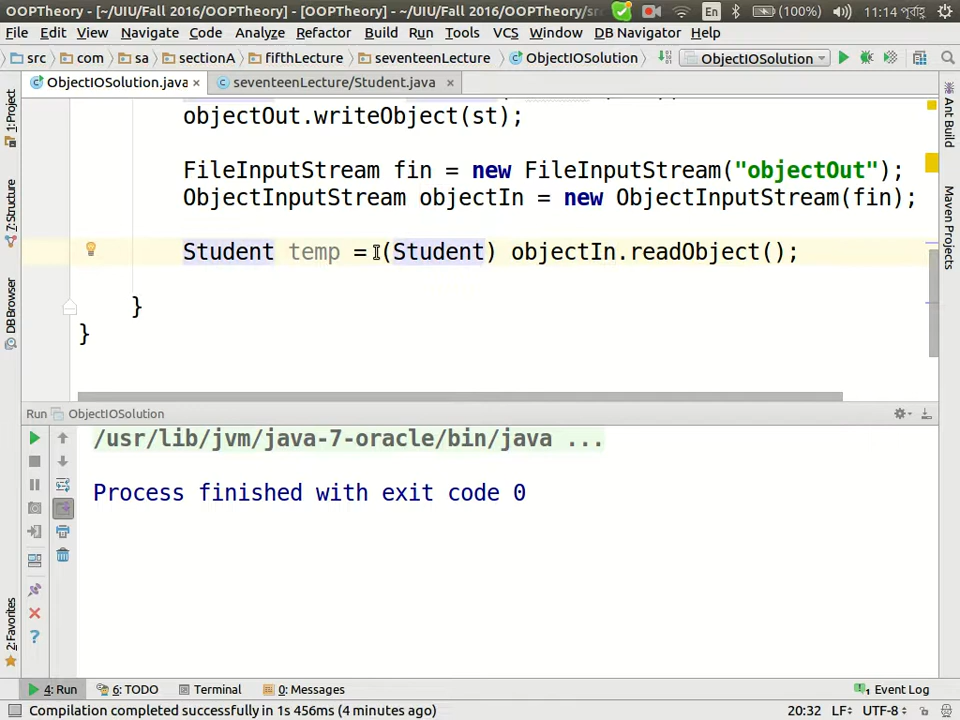 OOPTheory - [~/UIU/Fall 2016/OOPTheory] - [OOPTheory] - ~/UIU/Fall 2016/OOPTheory/sr
En (100%) 11:14 পূর্বাহ্ণ
File Edit View Navigate Code Analyze Refactor Build Run Tools VCS Window DB Navigator Help
src com sa sectionA fifthLecture seventeenLecture ObjectIOSolution ObjectIOSolution
ObjectIOSolution.java × seventeenLecture/Student.java ×
objectOut.writeObject(st);
FileInputStream fin = new FileInputStream("objectOut");
ObjectInputStream objectIn = new ObjectInputStream(fin);
Student temp =(Student) objectIn.readObject();
}
}
1: Project
7: Structure
DB Browser
2: Favorites
Ant Build
Maven Projects
Run ObjectIOSolution
/usr/lib/jvm/java-7-oracle/bin/java ...
Process finished with exit code 0
4: Run 6: TODO Terminal 0: Messages 1 Event Log
Compilation completed successfully in 1s 456ms (4 minutes ago) 20:32 LF÷ UTF-8÷